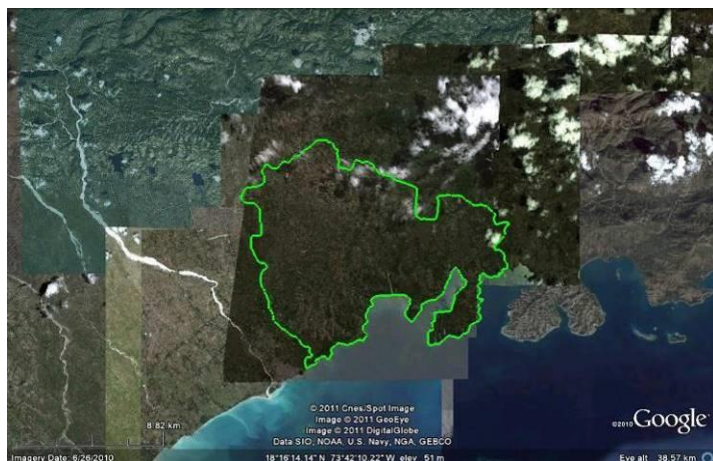 © 2011 Cnes/Spot Image
Image © 2011 GeoEye
Image © 2011 DigitalGlobe
Data SIO, NOAA, U.S. Navy, NGA, GEBCO
8.82 km
©2010 Google™
Imagery Date: 6/26/2010
18°16'14.14" N 73°42'10.22" W elev 51 m
Eye alt 38.57 km